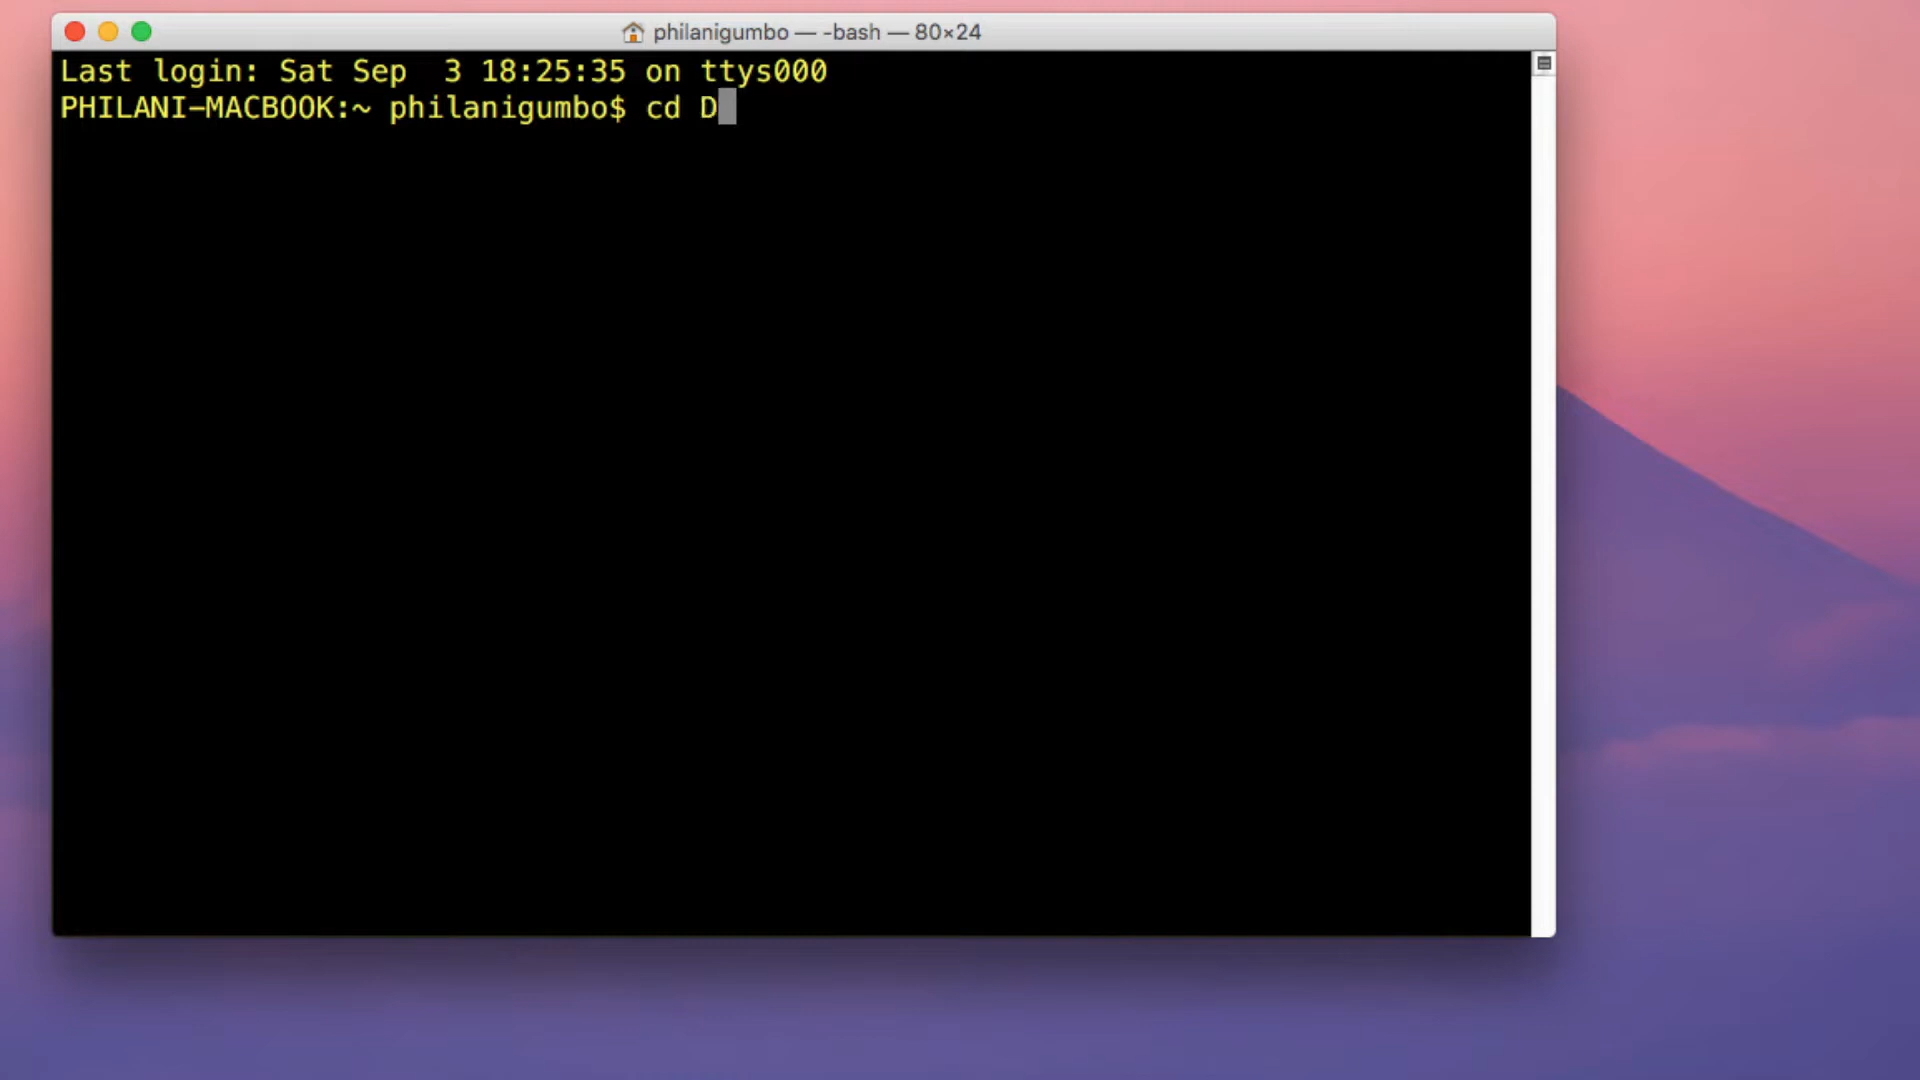 philanigumbo — -bash — 80×24
Last login: Sat Sep  3 18:25:35 on ttys000
PHILANI-MACBOOK:~ philanigumbo$ cd D